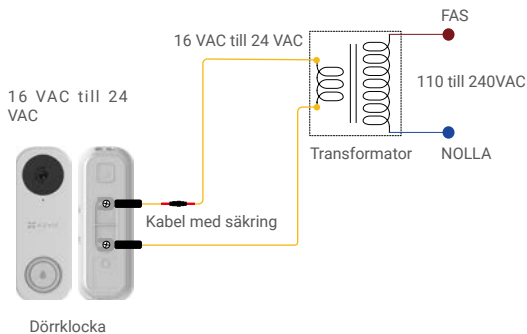 FAS
16 VAC till 24 VAC
110 till 240VAC
16 VAC till 24
VAC
Transformator
NOLLA
Kabel med säkring
Dörrklocka